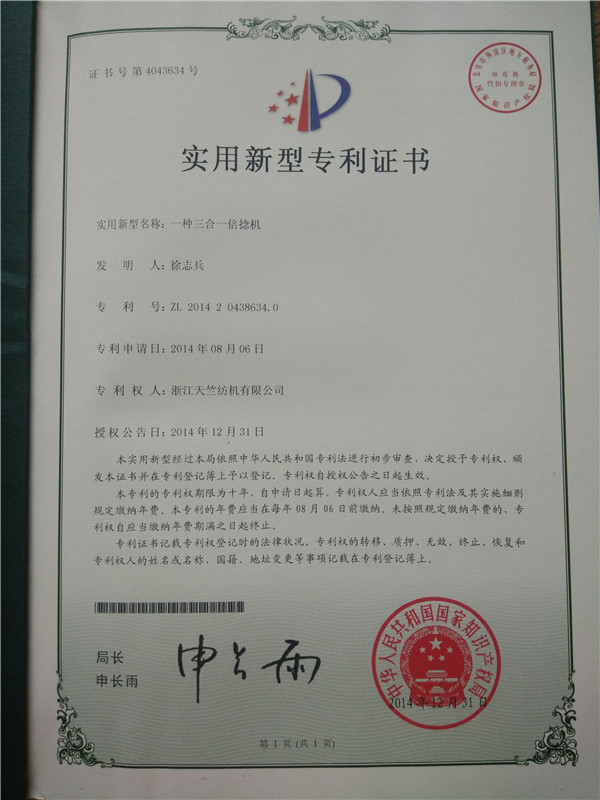 证书号第4043634号
印花税
代扣专用章
国家知识产权局
实用新型专利证书
实用新型名称：一种三合一倍捻机
发 明 人：徐志兵
专 利 号：ZL 2014 2 0438634.0
专利申请日：2014年08月06日
专 利 权 人：浙江天竺纺机有限公司
授权公告日：2014年12月31日
本实用新型经过本局依照中华人民共和国专利法进行初步审查，决定授予专利权，颁
发本证书并在专利登记簿上予以登记。专利权自授权公告之日起生效。
本专利的专利权期限为十年，自申请日起算。专利权人应当依照专利法及其实施细则
规定缴纳年费。本专利的年费应当在每年08月06日前缴纳。未按照规定缴纳年费的，专
利权自应当缴纳年费期满之日起终止。
专利证书记载专利权登记时的法律状况。专利权的转移、质押、无效、终止、恢复和
专利权人的姓名或名称、国籍、地址变更等事项记载在专利登记簿上。
局长
申长雨
申长雨
中华人民共和国国家知识产权局
2014年12月31日
第1页(共1页)